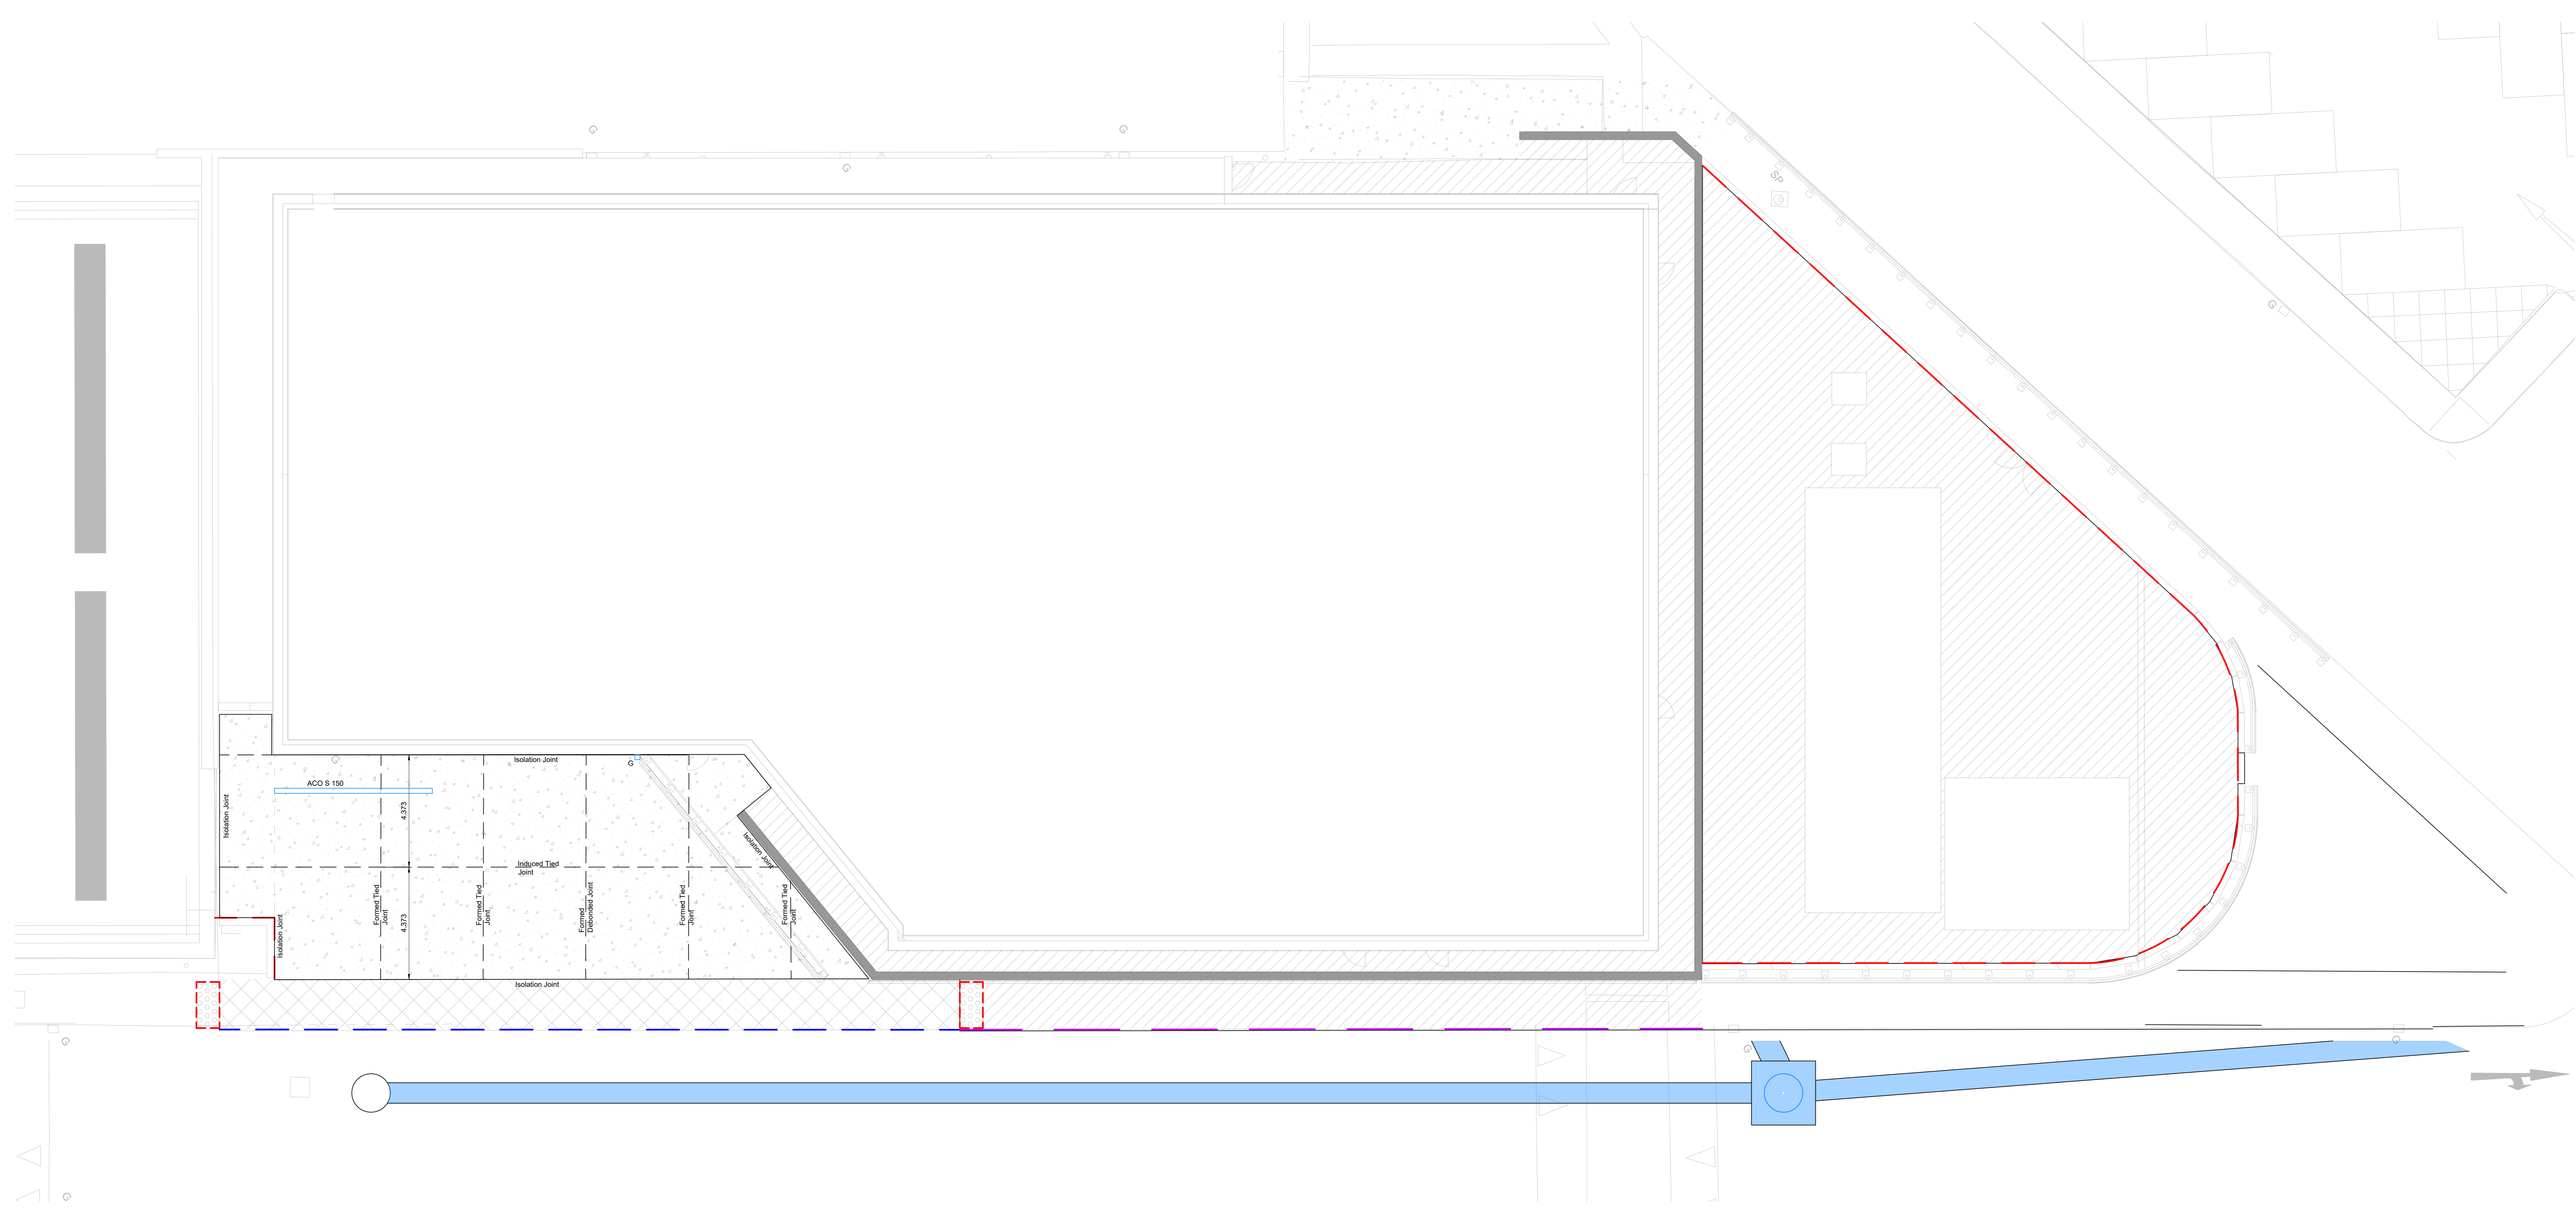 G
G
G
SP
G
Isolation Joint
G
G
ACO S 150
Isolation Joint
4.373
Isolation Joint
Induced Tied
Joint
Formed Tied
Joint
4.373
Formed Tied
Joint
Formed
Debonded Joint
Formed Tied
Joint
Formed Tied
Joint
Isolation Joint
Isolation Joint
G
G
G
G